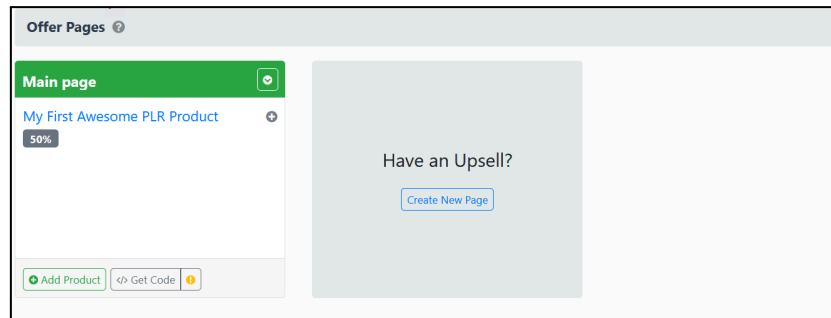 Offer Pages
Main page
My First Awesome PLR Product
50%
Have an Upsell?
Create New Page
Add Product
</> Get Code